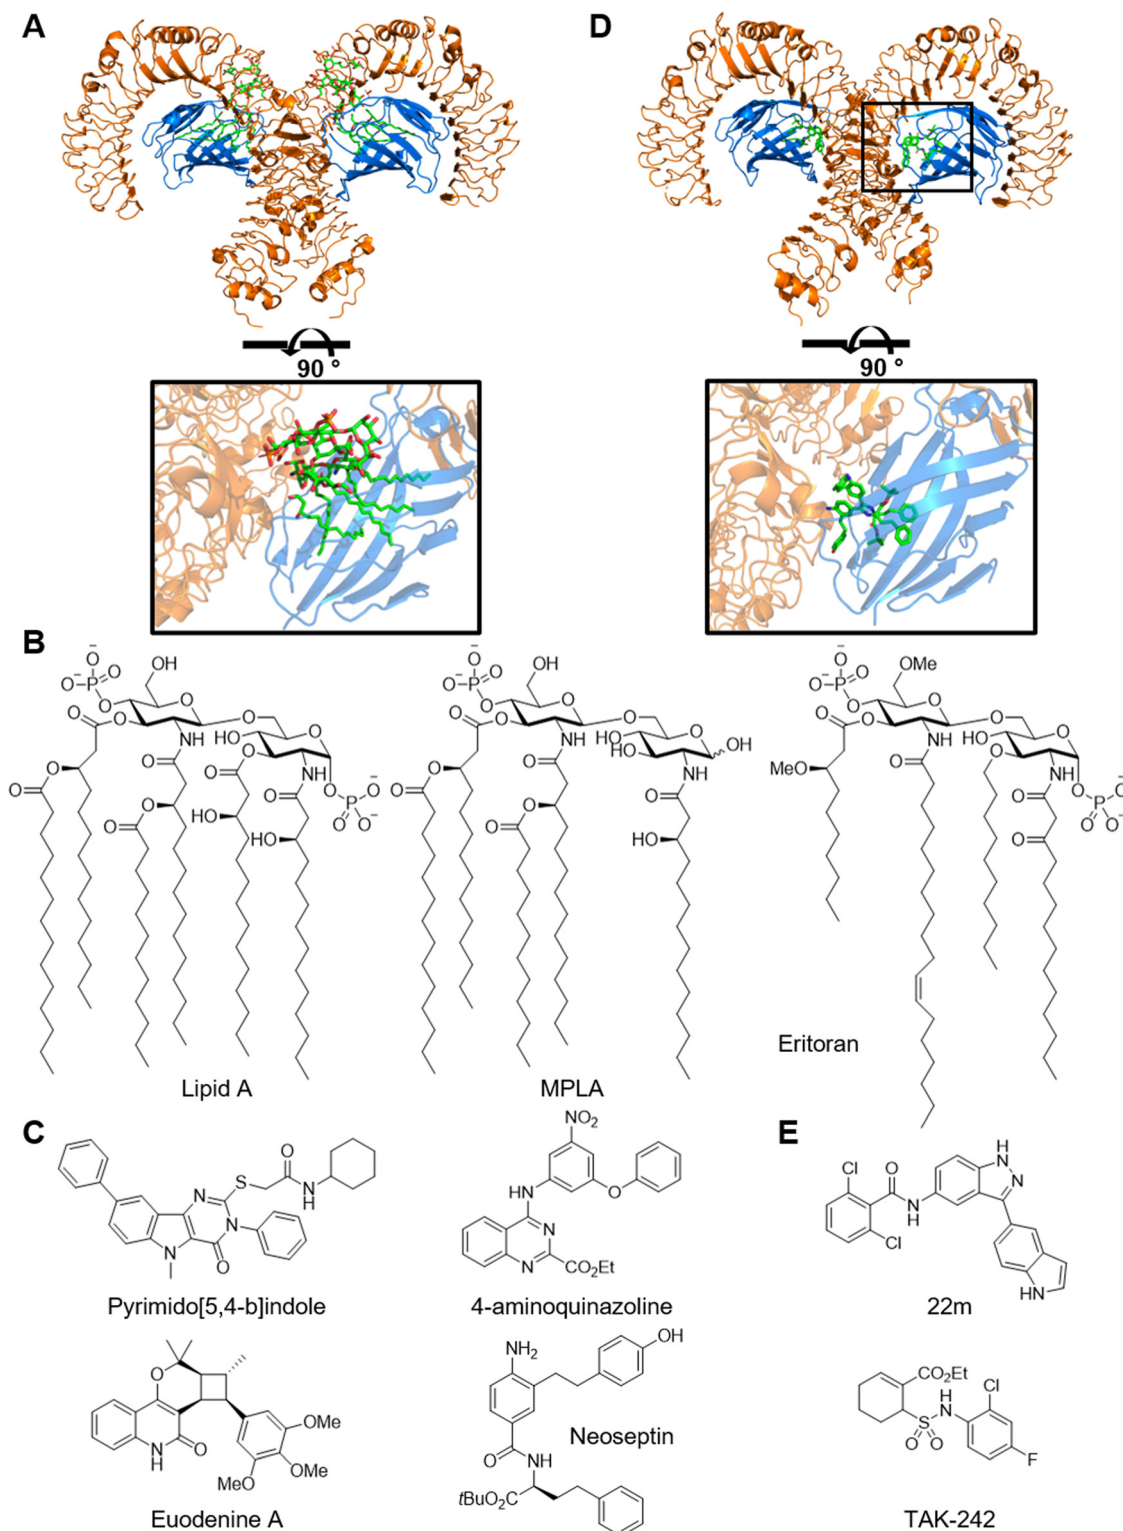 A
D
90 °
90 °
B
O⁻
⁻O–P=O
O
OH
O
O
O
O
O
NH
HO
O
O
O
O
O
NH
O
HO
HO
O
O
O⁻
P
O⁻
O
Lipid A
O⁻
⁻O–P=O
O
OH
O
O
O
O
NH
O
O
O
O
O
HO
HO
O
OH
NH
O
HO
MPLA
O⁻
⁻O–P=O
O
OMe
O
O
O
MeO
NH
O
O
HO
O
O
NH
O
O
O
O⁻
P
O⁻
O
Eritoran
C
N
S
O
N
H
N
N
O
N
Pyrimido[5,4-b]indole
NO₂
HN
O
N
N
CO₂Et
4-aminoquinazoline
O
N
H
O
OMe
OMe
MeO
Euodenine A
NH₂
OH
O
NH
tBuO₂C
Neoseptin
E
Cl
O
N
H
Cl
H
N
N
HN
22m
CO₂Et
H
N
S
O
O
Cl
F
TAK-242